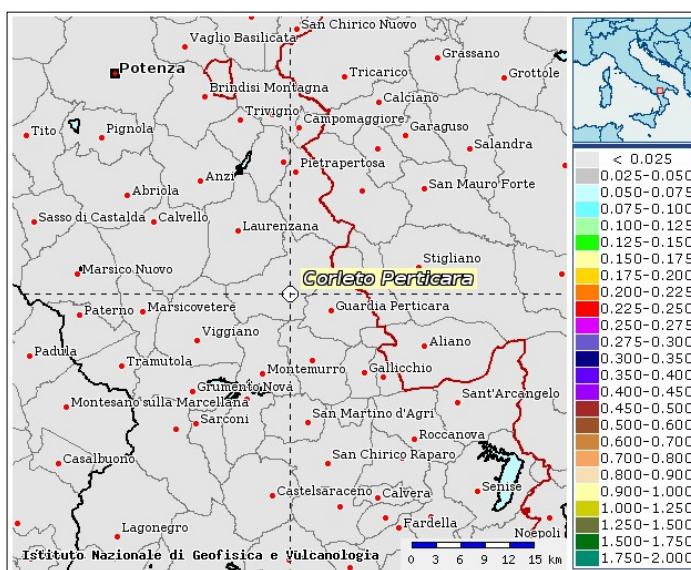 San Chirico Nuovo
Vaglio Basilicata
Grassano
Potenza
Tricarico
Grottole
Brindisi Montagna
Calciano
Trivigno
Campomaggiore
Tito
Pignola
Garaguso
Salandra
Pietrapertosa
Anzi
Abriola
San Mauro Forte
Sasso di Castalda
Calvello
Laurenzana
Stigliano
Marsico Nuovo
Corleto Perticara
Paterno
Marsicovetere
Guardia Perticara
Viggiano
Aliano
Padula
Tramutola
Montemurro
Gallicchio
Grumento Nova
Montesano sulla Marcellana
Sant'Arcangelo
San Martino d'Agri
Sarconi
Roccanova
Casalbuono
San Chirico Raparo
Senise
Castelsaraceno
Calvera
Fardella
Noepoli
Lagonegro
Istituto Nazionale di Geofisica e Vulcanologia
0 3 6 9 12 15 km
< 0.025
0.025-0.050
0.050-0.075
0.075-0.100
0.100-0.125
0.125-0.150
0.150-0.175
0.175-0.200
0.200-0.225
0.225-0.250
0.250-0.275
0.275-0.300
0.300-0.350
0.350-0.400
0.400-0.450
0.450-0.500
0.500-0.600
0.600-0.700
0.700-0.800
0.800-0.900
0.900-1.000
1.000-1.250
1.250-1.500
1.500-1.750
1.750-2.000